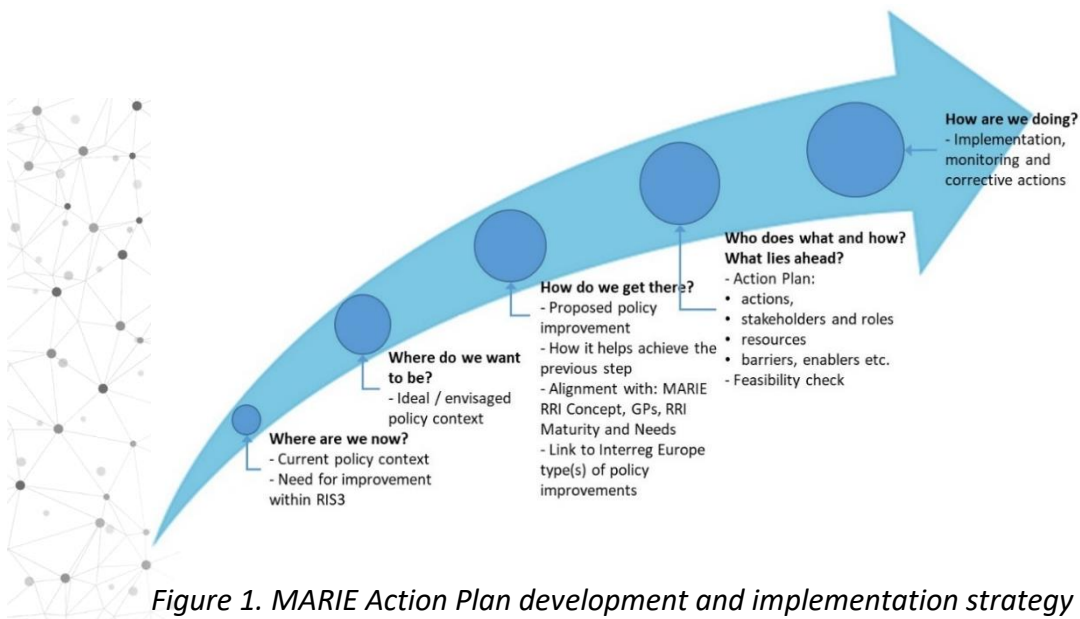 Where are we now?
- Current policy context
- Need for improvement
within RIS3
Where do we want
to be?
- Ideal / envisaged
policy context
How do we get there?
- Proposed policy
improvement
- How it helps achieve the
previous step
- Alignment with: MARIE
RRI Concept, GPs, RRI
Maturity and Needs
- Link to Interreg Europe
type(s) of policy
improvements
Who does what and how?
What lies ahead?
- Action Plan:
• actions,
• stakeholders and roles
• resources
• barriers, enablers etc.
- Feasibility check
How are we doing?
- Implementation,
monitoring and
corrective actions
Figure 1. MARIE Action Plan development and implementation strategy